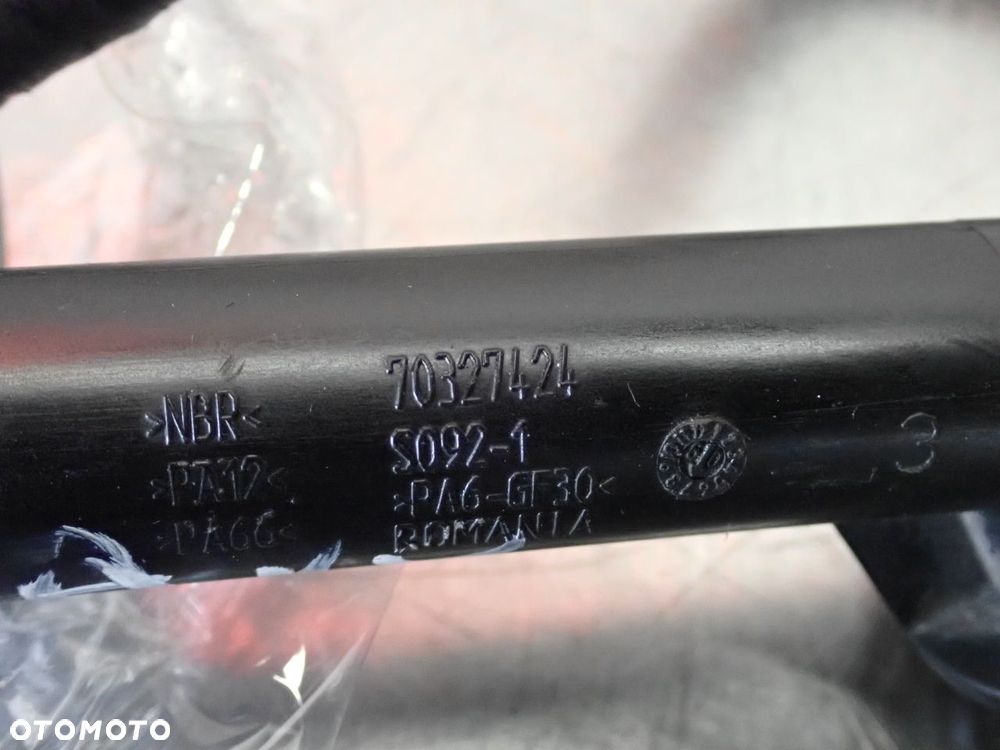 70327424
>NBR<
S092-1
>PA12<
>PA6-GF30<
>PA66<
ROMANIA
3
OTOMOTO